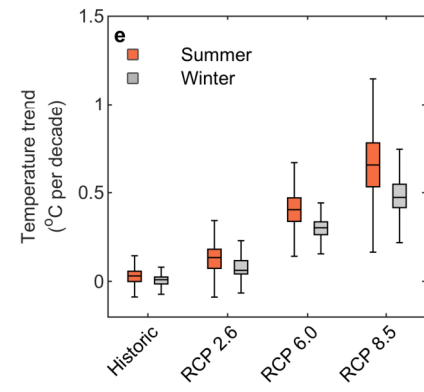 1.5
e
Summer
Winter
1
0.5
0
Temperature trend
(°C per decade)
Historic
RCP 2.6
RCP 6.0
RCP 8.5